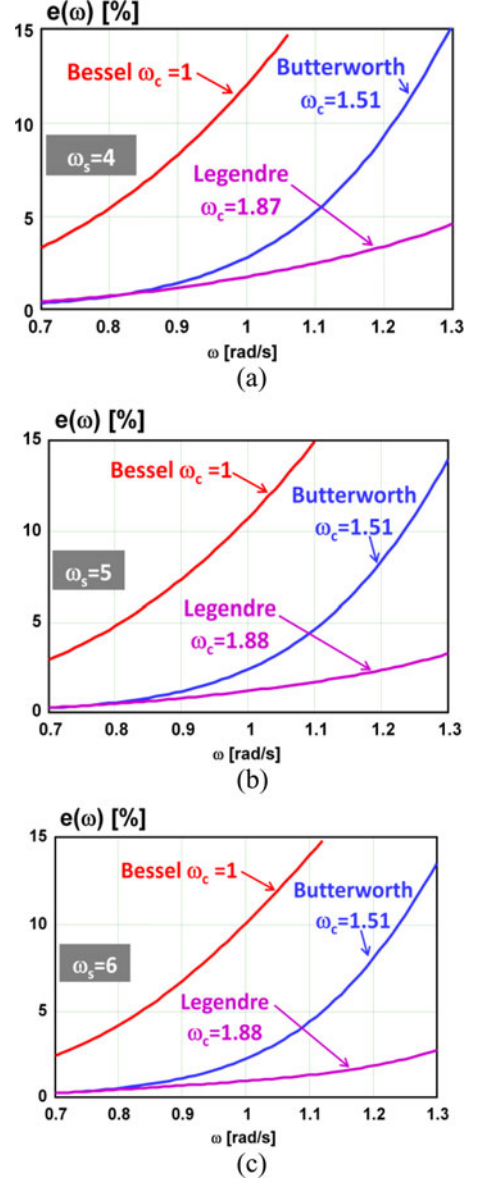 e(ω) [%]
15
Bessel ωc =1
Butterworth
ωc=1.51
10
ωs=4
Legendre
ωc=1.87
5
0
0.7 0.8 0.9 1 1.1 1.2 1.3
ω [rad/s]
(a)
e(ω) [%]
15
Bessel ωc =1
Butterworth
ωc=1.51
10
ωs=5
Legendre
ωc=1.88
5
0
0.7 0.8 0.9 1 1.1 1.2 1.3
ω [rad/s]
(b)
e(ω) [%]
15
Bessel ωc =1
Butterworth
ωc=1.51
10
ωs=6
Legendre
ωc=1.88
5
0
0.7 0.8 0.9 1 1.1 1.2 1.3
ω [rad/s]
(c)